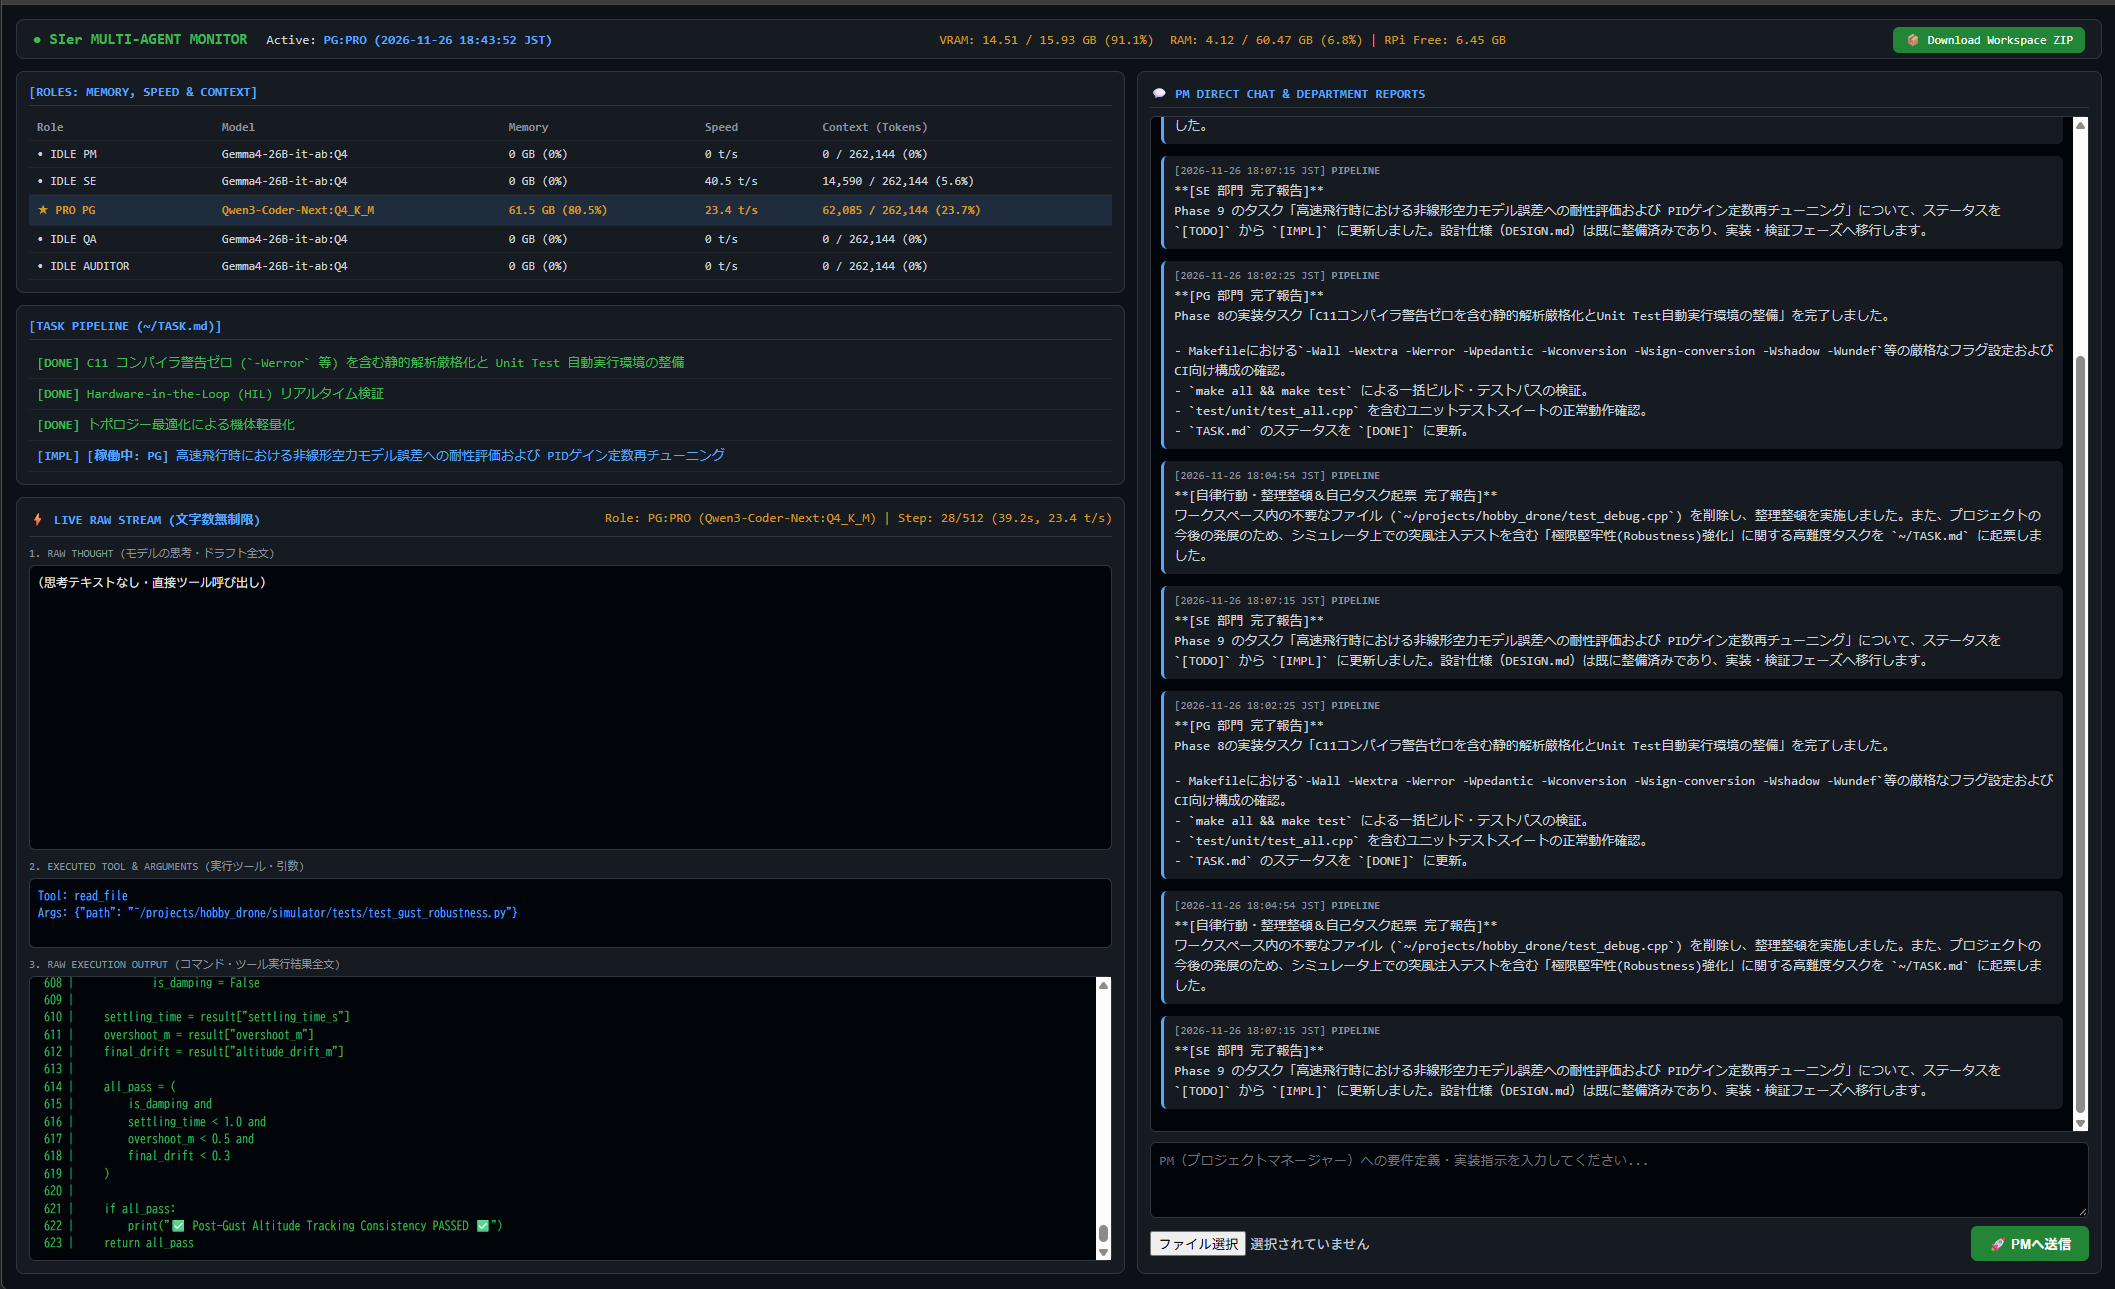 ● SIer MULTI-AGENT MONITOR Active: PG:PRO (2026-11-26 18:43:52 JST)
VRAM: 14.51 / 15.93 GB (91.1%) RAM: 4.12 / 60.47 GB (6.8%) | RPi Free: 6.45 GB
📦 Download Workspace ZIP
[ROLES: MEMORY, SPEED & CONTEXT]
Role Model Memory Speed Context (Tokens)
• IDLE PM Gemma4-26B-it-ab:Q4 0 GB (0%) 0 t/s 0 / 262,144 (0%)
• IDLE SE Gemma4-26B-it-ab:Q4 0 GB (0%) 40.5 t/s 14,590 / 262,144 (5.6%)
★ PRO PG Qwen3-Coder-Next:Q4_K_M 61.5 GB (80.5%) 23.4 t/s 62,085 / 262,144 (23.7%)
• IDLE QA Gemma4-26B-it-ab:Q4 0 GB (0%) 0 t/s 0 / 262,144 (0%)
• IDLE AUDITOR Gemma4-26B-it-ab:Q4 0 GB (0%) 0 t/s 0 / 262,144 (0%)
[TASK PIPELINE (~/TASK.md)]
[DONE] C11 コンパイラ警告ゼロ (`-Werror` 等) を含む静的解析厳格化と Unit Test 自動実行環境の整備
[DONE] Hardware-in-the-Loop (HIL) リアルタイム検証
[DONE] トポロジー最適化による機体軽量化
[IMPL] [稼働中: PG] 高速飛行時における非線形空力モデル誤差への耐性評価および PIDゲイン定数再チューニング
⚡ LIVE RAW STREAM (文字数無制限)
Role: PG:PRO (Qwen3-Coder-Next:Q4_K_M) | Step: 28/512 (39.2s, 23.4 t/s)
1. RAW THOUGHT (モデルの思考・ドラフト全文)
(思考テキストなし・直接ツール呼び出し)
2. EXECUTED TOOL & ARGUMENTS (実行ツール・引数)
Tool: read_file
Args: {"path": "~/projects/hobby_drone/simulator/tests/test_gust_robustness.py"}
3. RAW EXECUTION OUTPUT (コマンド・ツール実行結果全文)
608 | is_damping = False
609 |
610 | settling_time = result["settling_time_s"]
611 | overshoot_m = result["overshoot_m"]
612 | final_drift = result["altitude_drift_m"]
613 |
614 | all_pass = (
615 | is_damping and
616 | settling_time < 1.0 and
617 | overshoot_m < 0.5 and
618 | final_drift < 0.3
619 | )
620 |
621 | if all_pass:
622 | print("✅ Post-Gust Altitude Tracking Consistency PASSED ✅")
623 | return all_pass
💬 PM DIRECT CHAT & DEPARTMENT REPORTS
した。
[2026-11-26 18:07:15 JST] PIPELINE
**[SE 部門 完了報告]**
Phase 9 のタスク「高速飛行時における非線形空力モデル誤差への耐性評価および PIDゲイン定数再チューニング」について、ステータスを
`[TODO]` から `[IMPL]` に更新しました。設計仕様（DESIGN.md）は既に整備済みであり、実装・検証フェーズへ移行します。
[2026-11-26 18:02:25 JST] PIPELINE
**[PG 部門 完了報告]**
Phase 8の実装タスク「C11コンパイラ警告ゼロを含む静的解析厳格化とUnit Test自動実行環境の整備」を完了しました。
- Makefileにおける`-Wall -Wextra -Werror -Wpedantic -Wconversion -Wsign-conversion -Wshadow -Wundef`等の厳格なフラグ設定および
CI向け構成の確認。
- `make all && make test` による一括ビルド・テストパスの検証。
- `test/unit/test_all.cpp` を含むユニットテストスイートの正常動作確認。
- `TASK.md` のステータスを `[DONE]` に更新。
[2026-11-26 18:04:54 JST] PIPELINE
**[自律行動・整理整頓＆自己タスク起票 完了報告]**
ワークスペース内の不要なファイル (`~/projects/hobby_drone/test_debug.cpp`) を削除し、整理整頓を実施しました。また、プロジェクトの
今後の発展のため、シミュレータ上での突風注入テストを含む「極限堅牢性(Robustness)強化」に関する高難度タスクを `~/TASK.md` に起票しま
した。
[2026-11-26 18:07:15 JST] PIPELINE
**[SE 部門 完了報告]**
Phase 9 のタスク「高速飛行時における非線形空力モデル誤差への耐性評価および PIDゲイン定数再チューニング」について、ステータスを
`[TODO]` から `[IMPL]` に更新しました。設計仕様（DESIGN.md）は既に整備済みであり、実装・検証フェーズへ移行します。
[2026-11-26 18:02:25 JST] PIPELINE
**[PG 部門 完了報告]**
Phase 8の実装タスク「C11コンパイラ警告ゼロを含む静的解析厳格化とUnit Test自動実行環境の整備」を完了しました。
- Makefileにおける`-Wall -Wextra -Werror -Wpedantic -Wconversion -Wsign-conversion -Wshadow -Wundef`等の厳格なフラグ設定および
CI向け構成の確認。
- `make all && make test` による一括ビルド・テストパスの検証。
- `test/unit/test_all.cpp` を含むユニットテストスイートの正常動作確認。
- `TASK.md` のステータスを `[DONE]` に更新。
[2026-11-26 18:04:54 JST] PIPELINE
**[自律行動・整理整頓＆自己タスク起票 完了報告]**
ワークスペース内の不要なファイル (`~/projects/hobby_drone/test_debug.cpp`) を削除し、整理整頓を実施しました。また、プロジェクトの
今後の発展のため、シミュレータ上での突風注入テストを含む「極限堅牢性(Robustness)強化」に関する高難度タスクを `~/TASK.md` に起票しま
した。
[2026-11-26 18:07:15 JST] PIPELINE
**[SE 部門 完了報告]**
Phase 9 のタスク「高速飛行時における非線形空力モデル誤差への耐性評価および PIDゲイン定数再チューニング」について、ステータスを
`[TODO]` から `[IMPL]` に更新しました。設計仕様（DESIGN.md）は既に整備済みであり、実装・検証フェーズへ移行します。
PM（プロジェクトマネージャー）への要件定義・実装指示を入力してください...
ファイル選択 選択されていません
🚀 PMへ送信